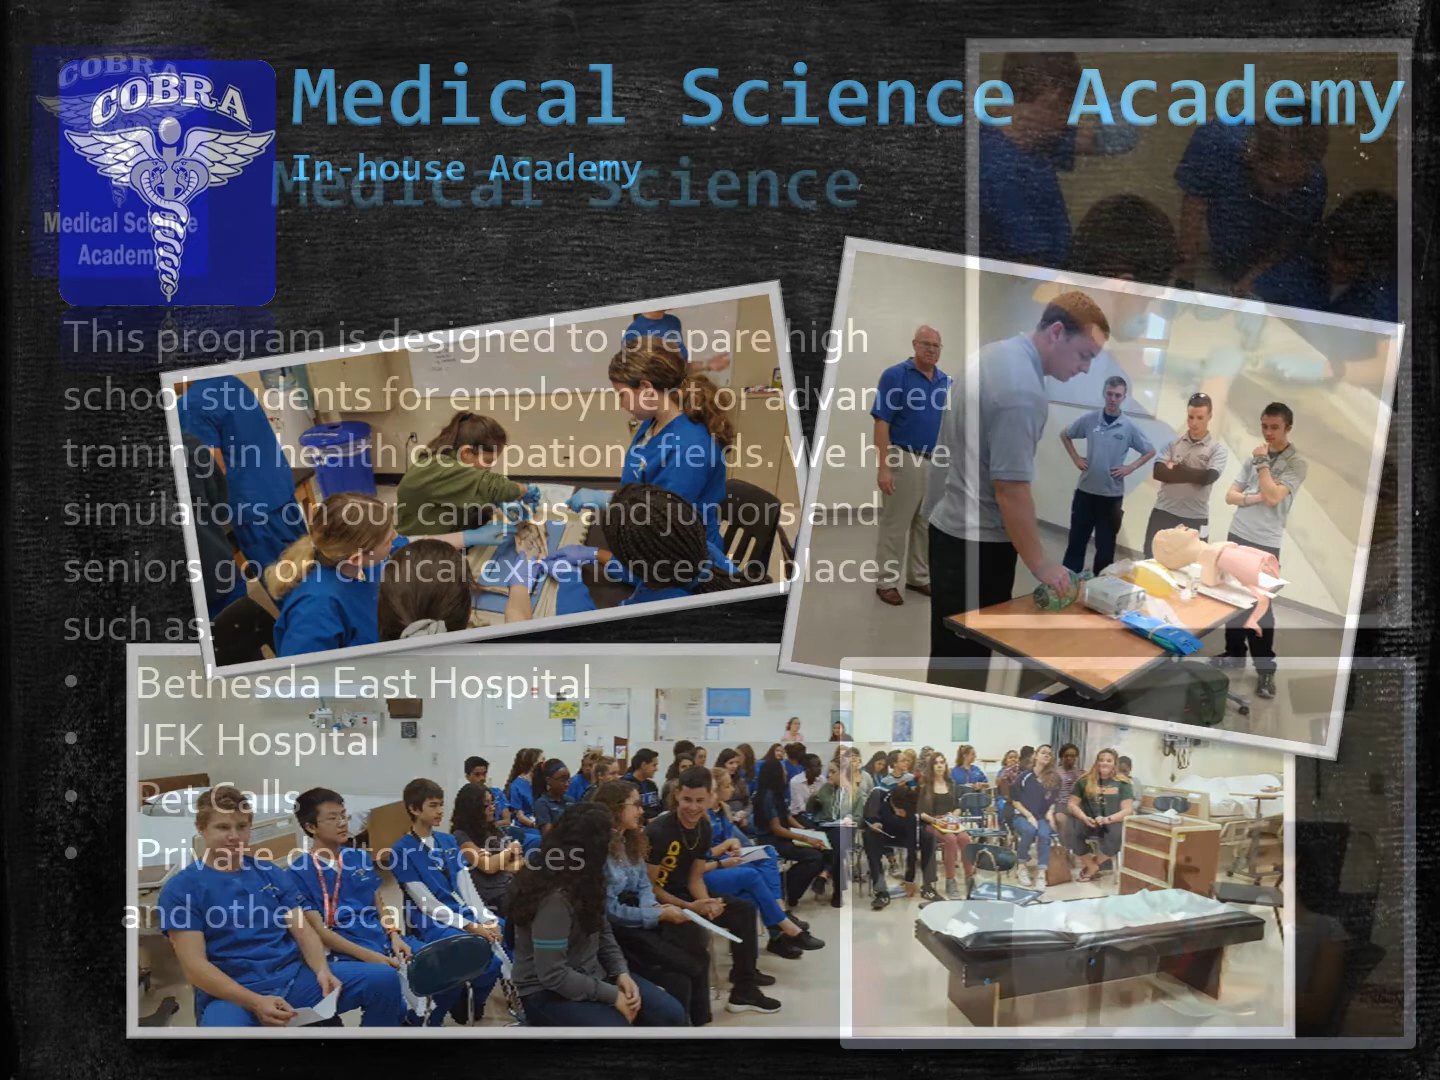 COBRA
COBRA
Medical Science Academy
In-house Academy
Medical Science
Medical Science
Academy
This program is designed to prepare high
school students for employment or advanced
training in health occupations fields. We have
simulators on our campus and juniors and
seniors go on clinical experiences to places
such as:
• Bethesda East Hospital
• JFK Hospital
• Pet Calls
• Private doctor's offices
and other locations